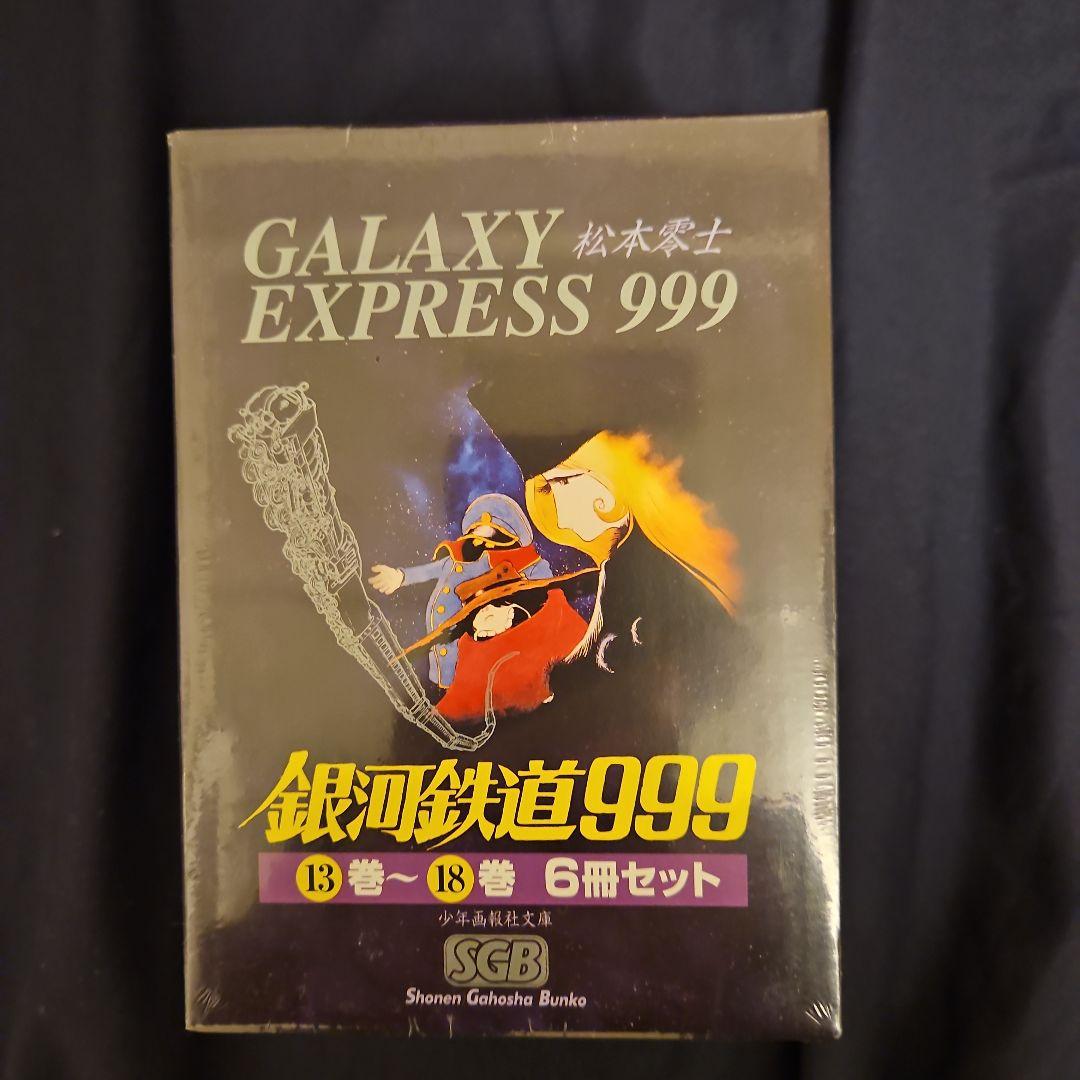 GALAXY 松本零士
EXPRESS 999
銀河鉄道999
13巻〜18巻 6冊セット
少年画報社文庫
SGB
Shonen Gahosha Bunko